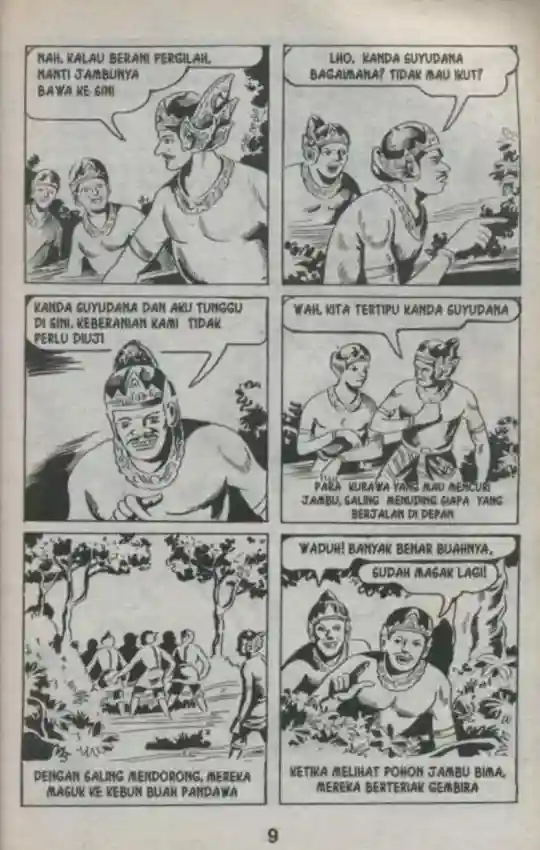 NAH, KALAU BERANI PERGILAH.
NANTI JAMBUNYA
BAWA KE SINI
LHO, KANDA SUYUDANA
BAGAIMANA? TIDAK MAU IKUT?
KANDA SUYUDANA DAN AKU TUNGGU
DI SINI. KEBERANIAN KAMI TIDAK
PERLU DIUJI
WAH, KITA TERTIPU KANDA SUYUDANA
PARA KURAWA YANG MAU MENCURI
JAMBU, SALING MENUDING SIAPA YANG
BERJALAN DI DEPAN
DENGAN SALING MENDORONG, MEREKA
MASUK KE KEBUN BUAH PANDAWA
WADUH! BANYAK BENAR BUAHNYA,
SUDAH MASAK LAGI!
KETIKA MELIHAT POHON JAMBU BIMA,
MEREKA BERTERIAK GEMBIRA
9